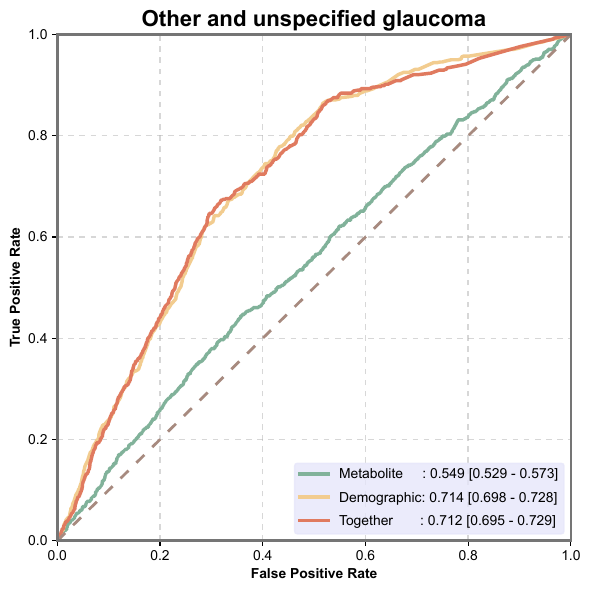 Other and unspecified glaucoma
1.0
0.8
0.6
0.4
0.2
0.0
True Positive Rate
Metabolite : 0.549 [0.529 - 0.573]
Demographic: 0.714 [0.698 - 0.728]
Together : 0.712 [0.695 - 0.729]
0.0 0.2 0.4 0.6 0.8 1.0
False Positive Rate